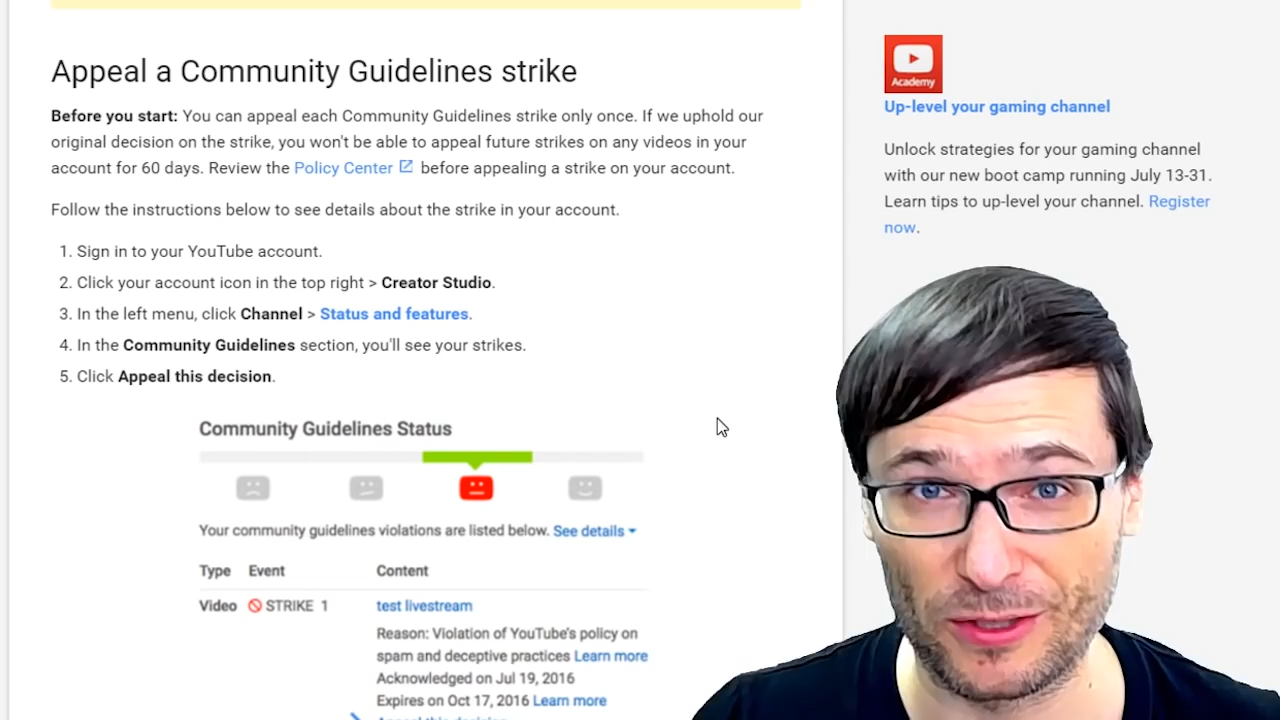 Appeal a Community Guidelines strike
Before you start: You can appeal each Community Guidelines strike only once. If we uphold our
original decision on the strike, you won't be able to appeal future strikes on any videos in your
account for 60 days. Review the Policy Center before appealing a strike on your account.
Follow the instructions below to see details about the strike in your account.
1. Sign in to your YouTube account.
2. Click your account icon in the top right > Creator Studio.
3. In the left menu, click Channel > Status and features.
4. In the Community Guidelines section, you'll see your strikes.
5. Click Appeal this decision.
Community Guidelines Status
Your community guidelines violations are listed below. See details
Type Event Content
Video STRIKE 1 test livestream
Reason: Violation of YouTube's policy on
spam and deceptive practices Learn more
Acknowledged on Jul 19, 2016
Expires on Oct 17, 2016 Learn more
Appeal this decision
Academy
Up-level your gaming channel
Unlock strategies for your gaming channel
with our new boot camp running July 13-31.
Learn tips to up-level your channel. Register
now.